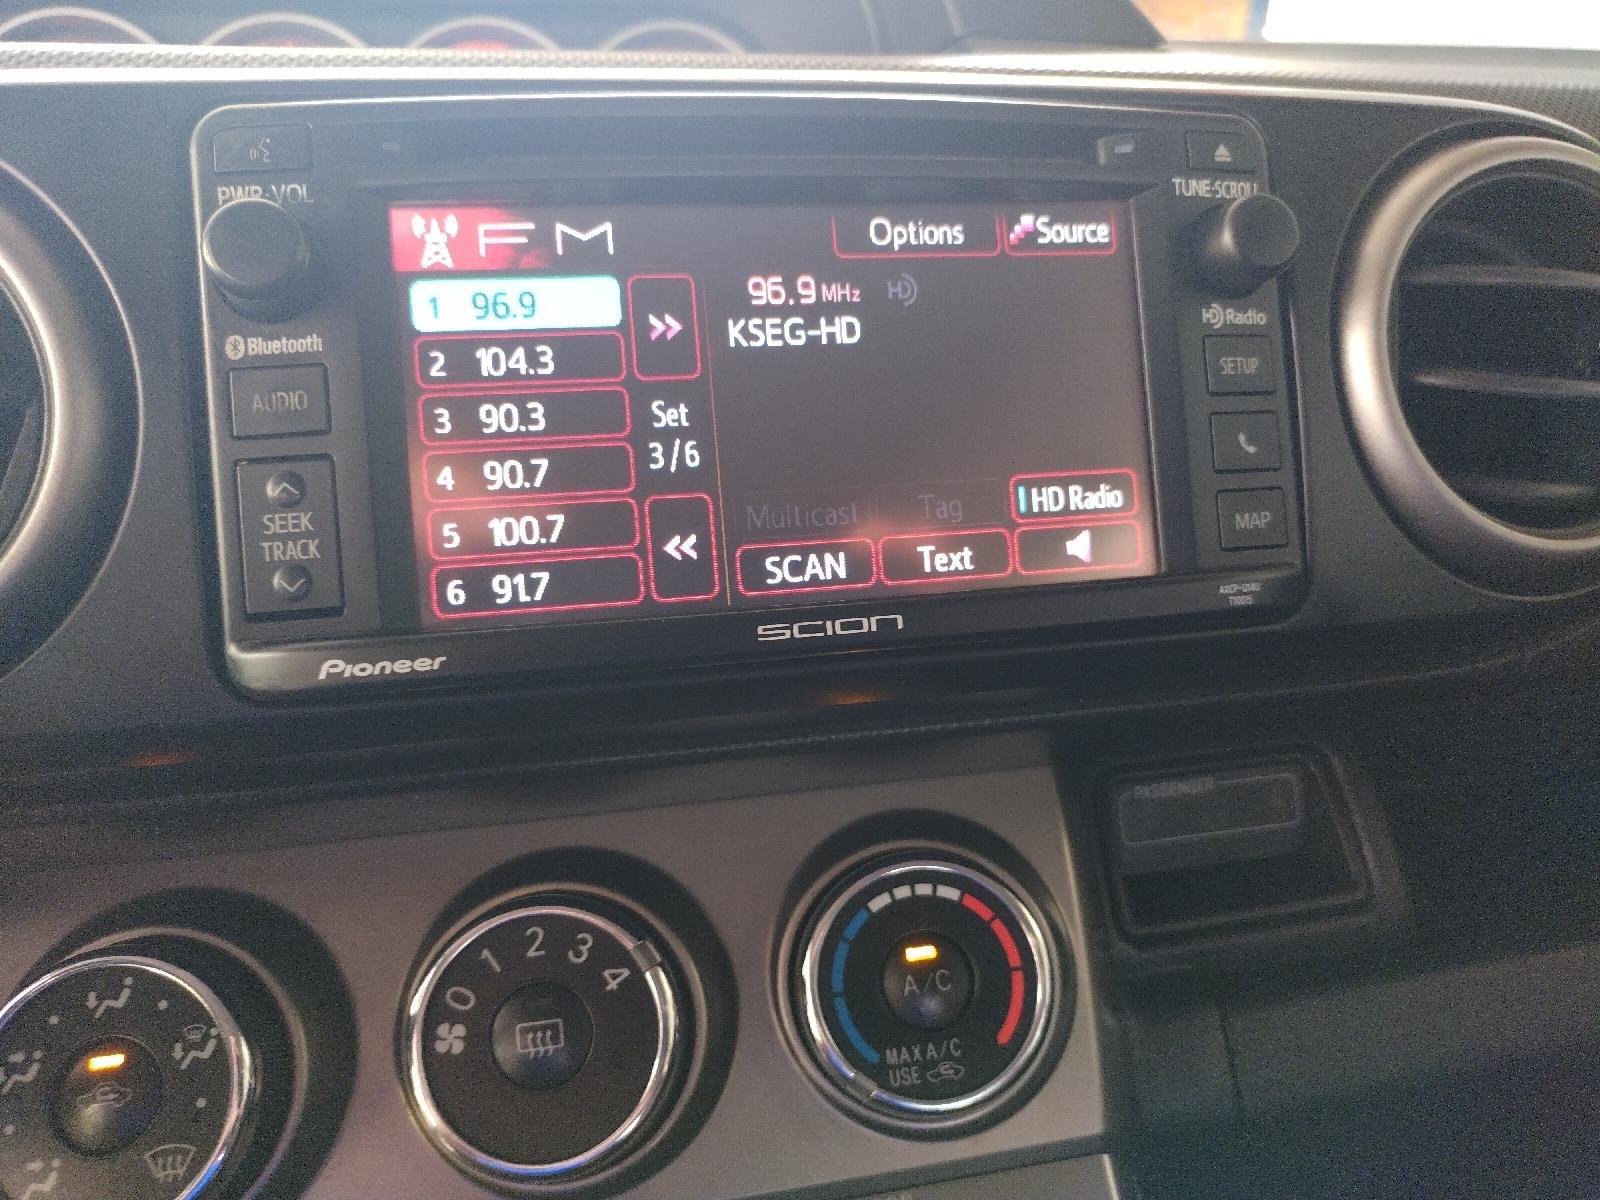 PWR·VOL
TUNE·SCROLL
FM
Options
Source
1 96.9
96.9 MHz HD
KSEG-HD
HD Radio
Bluetooth
2 104.3
SETUP
AUDIO
3 90.3
Set
3/6
4 90.7
SEEK
TRACK
Multicast
Tag
HD Radio
MAP
5 100.7
SCAN
Text
6 91.7
SCION
Pioneer
PASSENGER
0 1 2 3 4
A/C
MAX A/C
USE